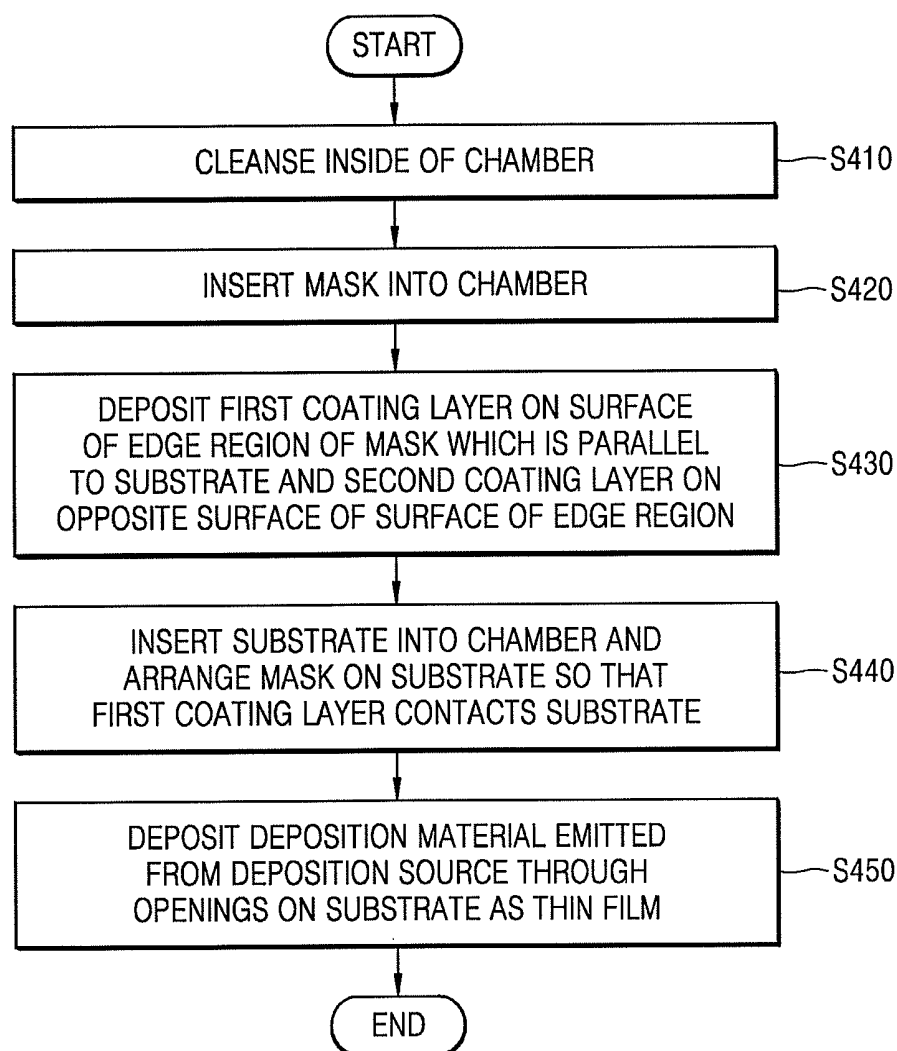 START
CLEANSE INSIDE OF CHAMBER
S410
INSERT MASK INTO CHAMBER
S420
DEPOSIT FIRST COATING LAYER ON SURFACE
OF EDGE REGION OF MASK WHICH IS PARALLEL
TO SUBSTRATE AND SECOND COATING LAYER ON
OPPOSITE SURFACE OF SURFACE OF EDGE REGION
S430
INSERT SUBSTRATE INTO CHAMBER AND
ARRANGE MASK ON SUBSTRATE SO THAT
FIRST COATING LAYER CONTACTS SUBSTRATE
S440
DEPOSIT DEPOSITION MATERIAL EMITTED
FROM DEPOSITION SOURCE THROUGH
OPENINGS ON SUBSTRATE AS THIN FILM
S450
END